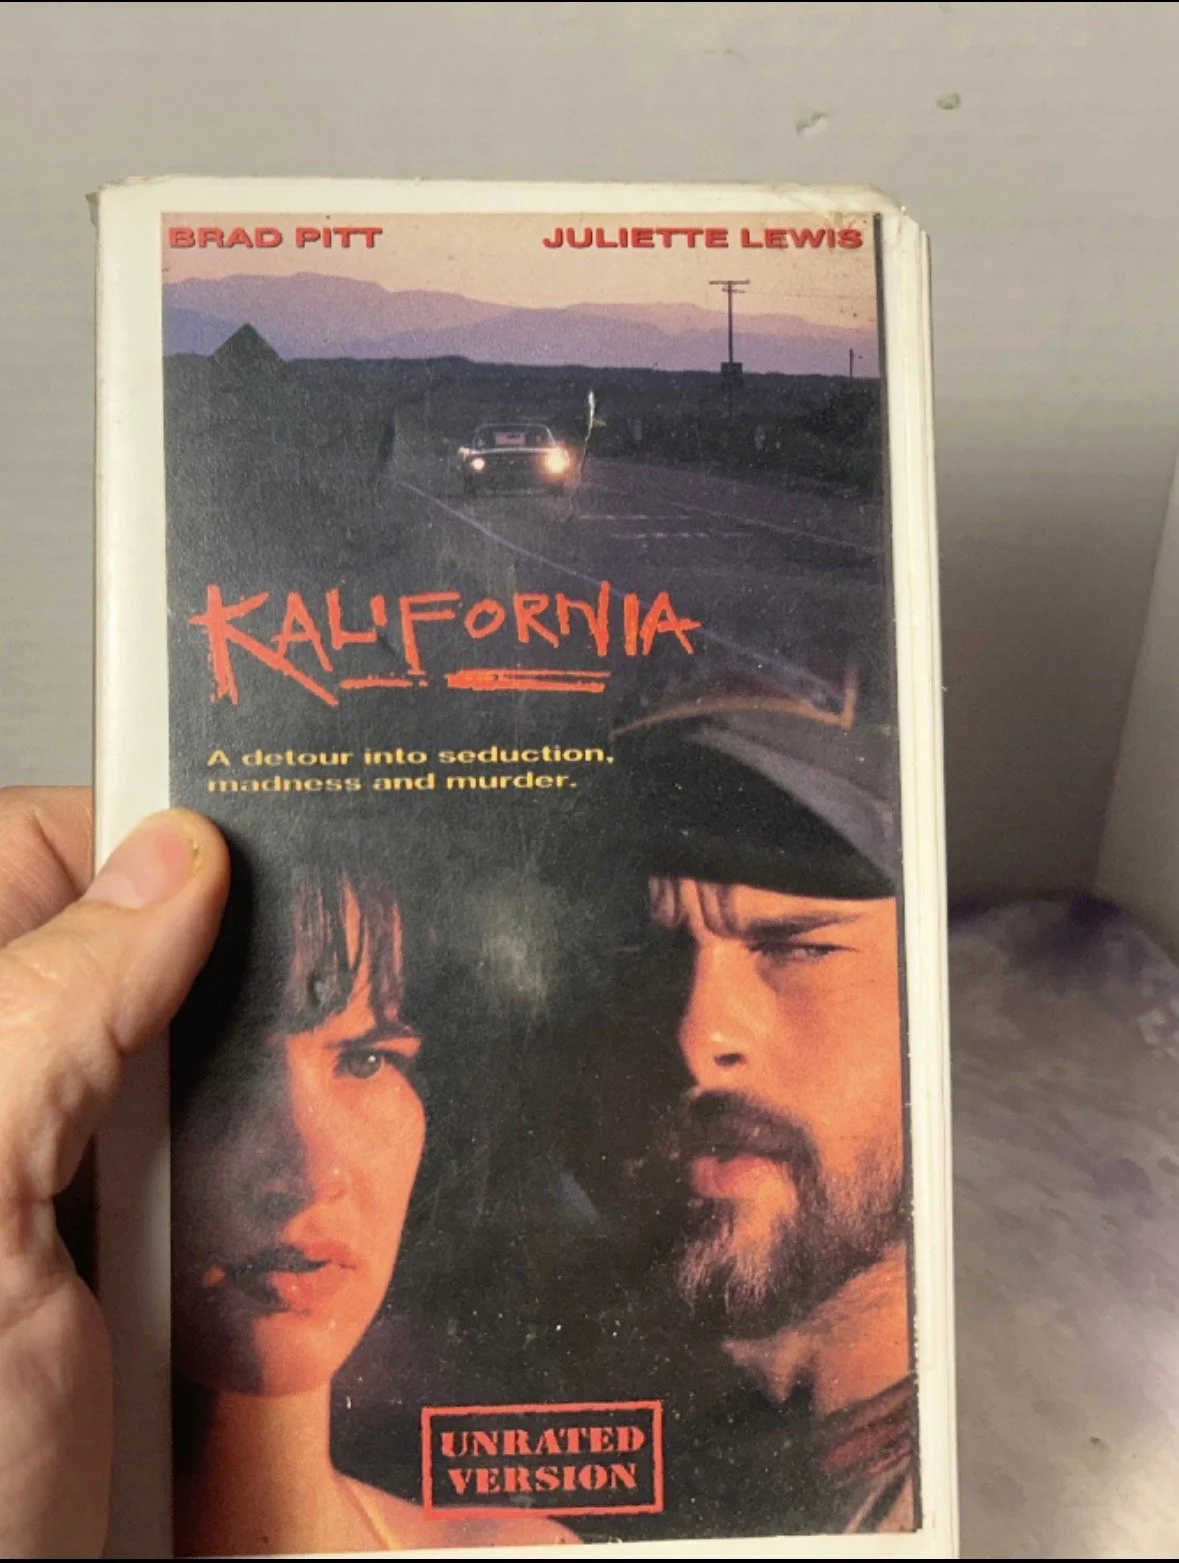 BRAD PITT JULIETTE LEWIS
KALIFORNIA
A detour into seduction,
madness and murder.
UNRATED
VERSION